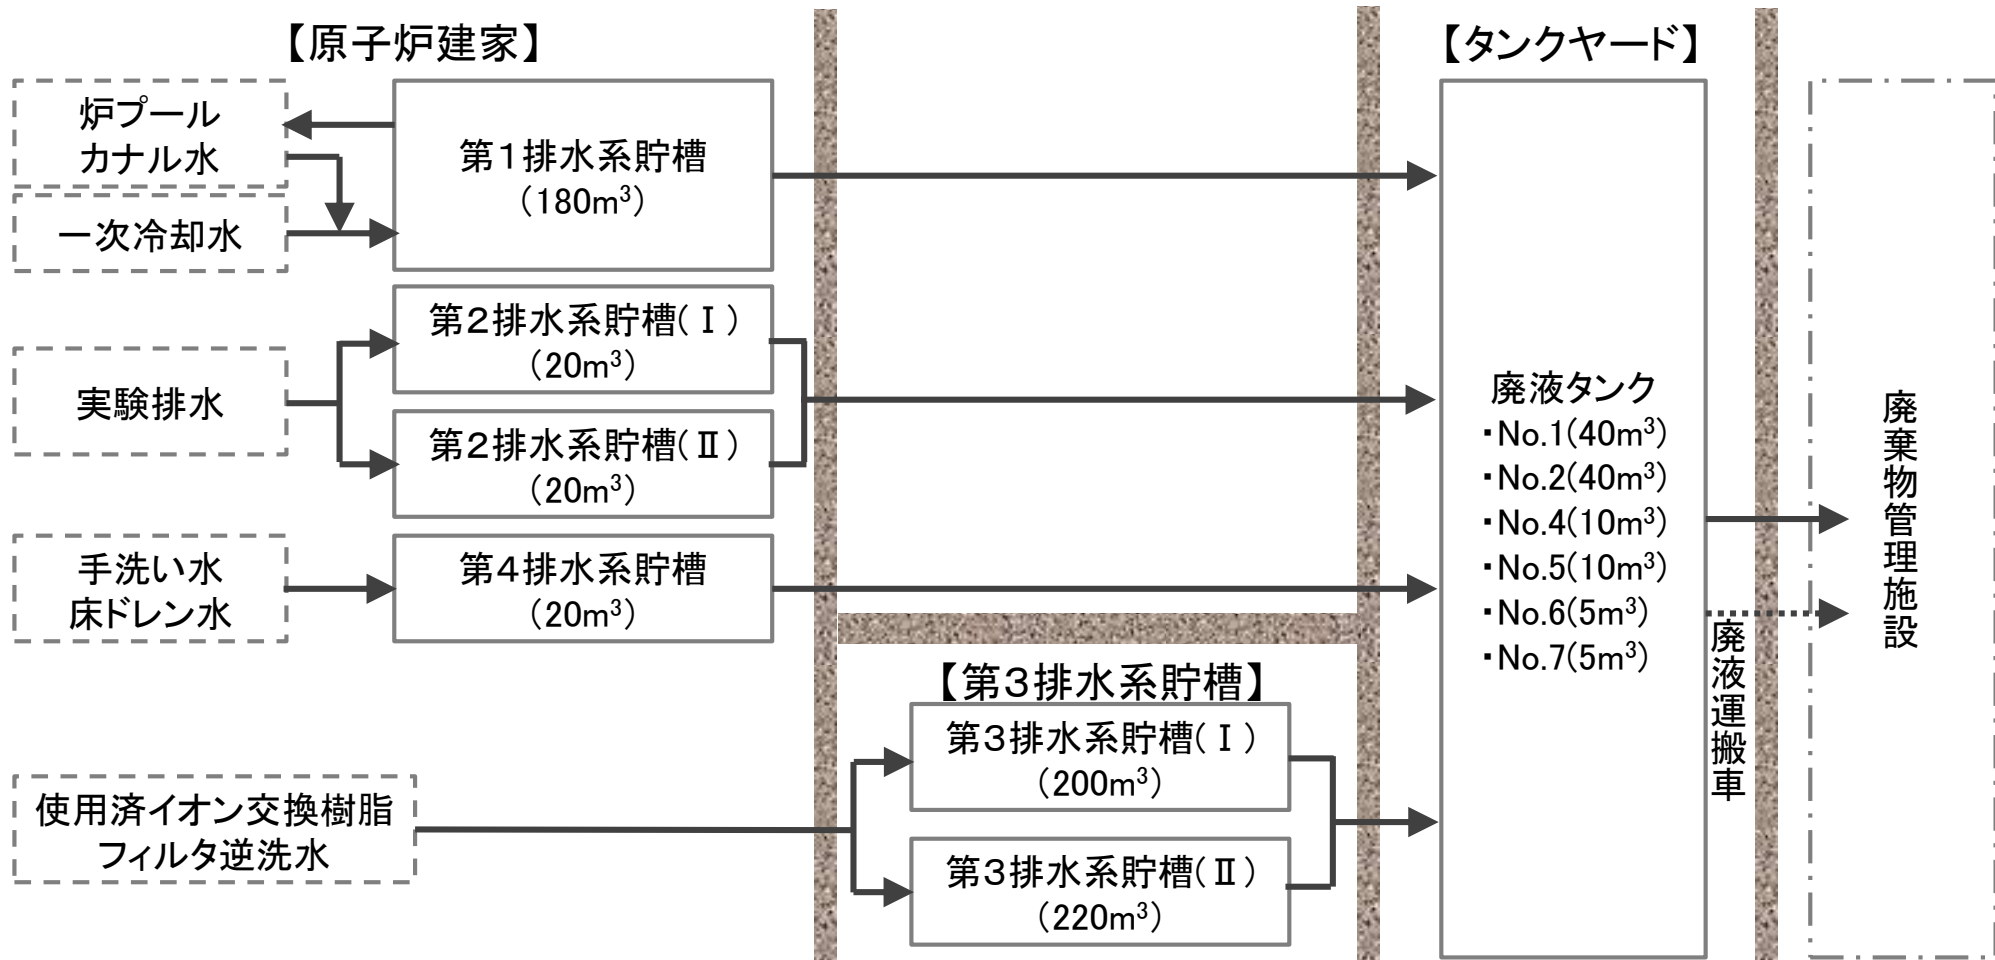 【原子炉建家】
炉プール
カナル水
一次冷却水
第1排水系貯槽
(180m³)
実験排水
第2排水系貯槽(Ⅰ)
(20m³)
第2排水系貯槽(Ⅱ)
(20m³)
手洗い水
床ドレン水
第4排水系貯槽
(20m³)
使用済イオン交換樹脂
フィルタ逆洗水
【第3排水系貯槽】
第3排水系貯槽(Ⅰ)
(200m³)
第3排水系貯槽(Ⅱ)
(220m³)
【タンクヤード】
廃液タンク
・No.1(40m³)
・No.2(40m³)
・No.4(10m³)
・No.5(10m³)
・No.6(5m³)
・No.7(5m³)
廃液運搬車
廃棄物管理施設